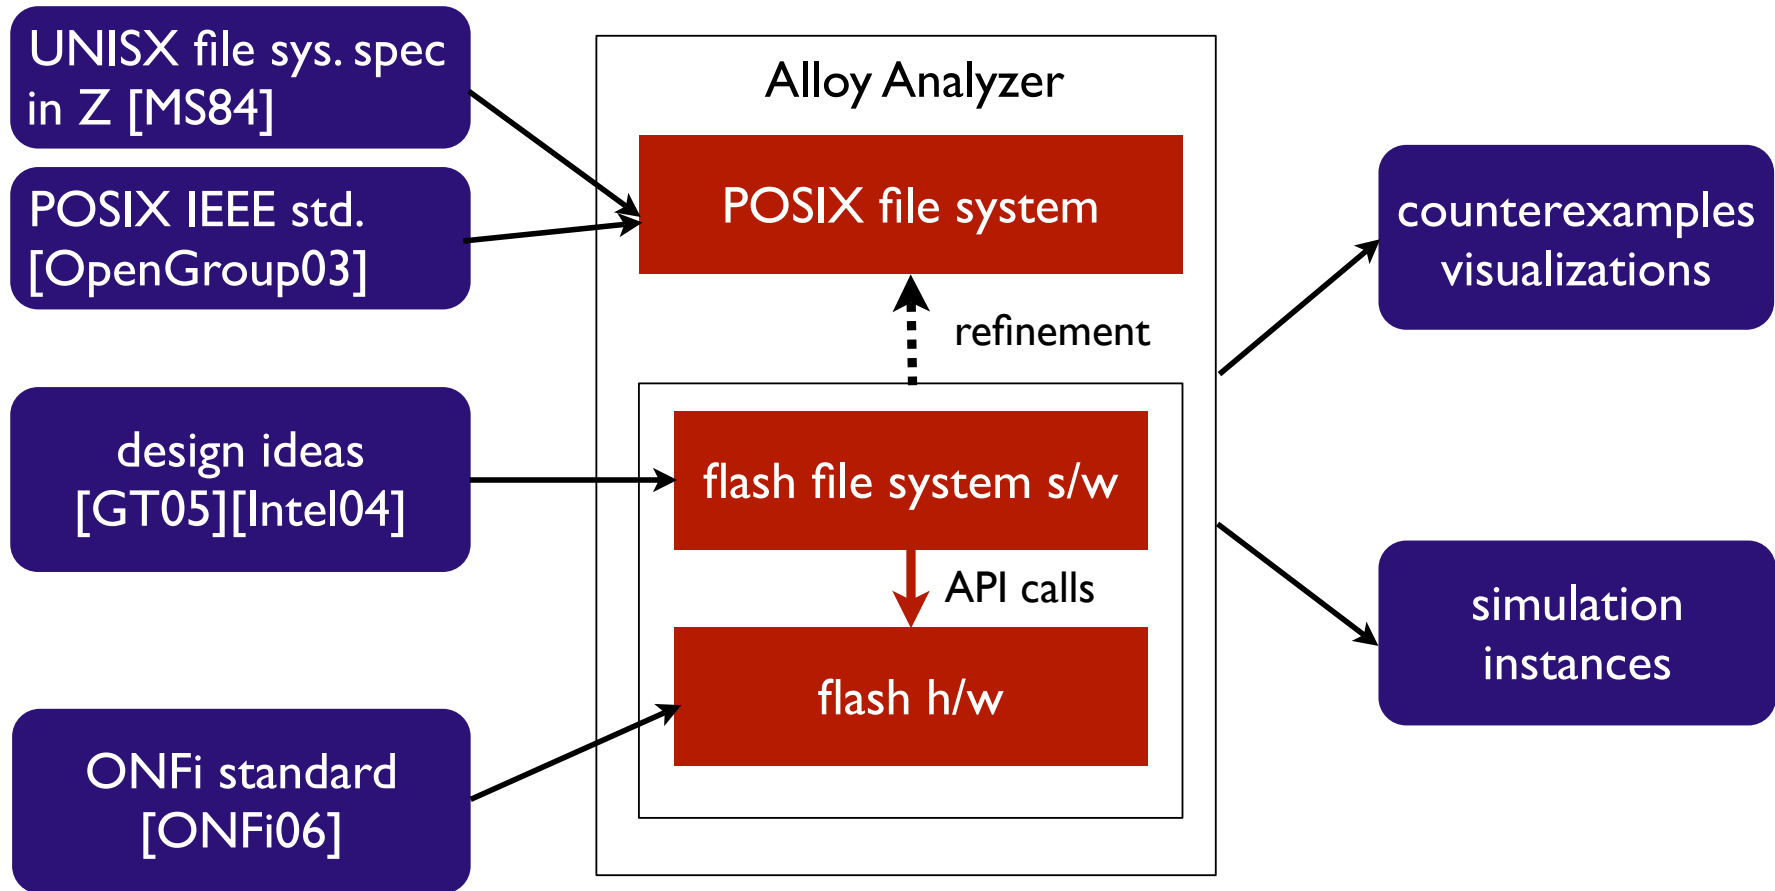 UNISX file sys. spec
in Z [MS84]
POSIX IEEE std.
[OpenGroup03]
design ideas
[GT05][Intel04]
ONFi standard
[ONFi06]
Alloy Analyzer
POSIX file system
refinement
flash file system s/w
API calls
flash h/w
counterexamples
visualizations
simulation
instances